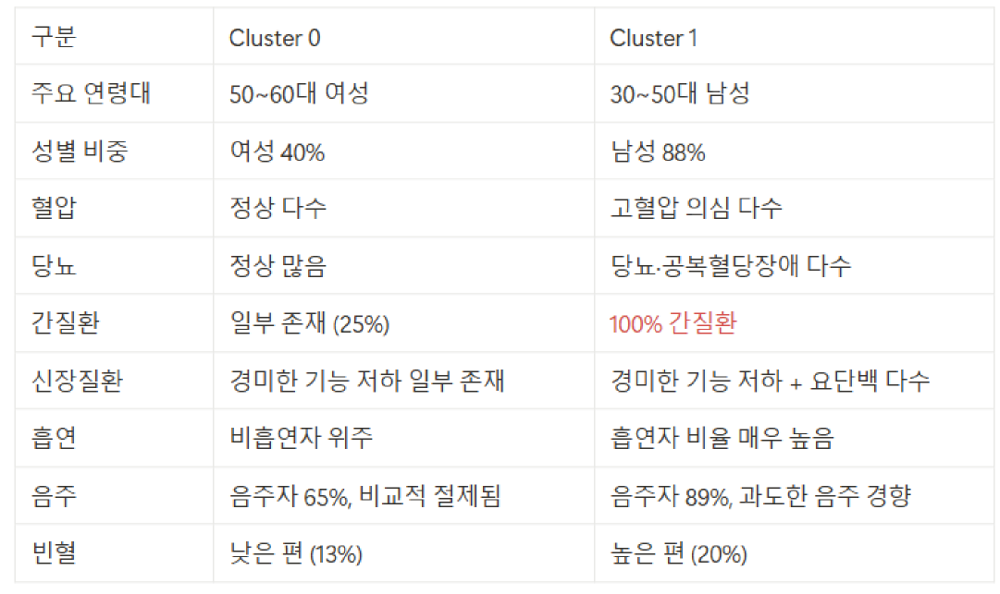 구분 Cluster 0 Cluster 1
주요 연령대 50~60대 여성 30~50대 남성
성별 비중 여성 40% 남성 88%
혈압 정상 다수 고혈압 의심 다수
당뇨 정상 많음 당뇨·공복혈당장애 다수
간질환 일부 존재 (25%) 100% 간질환
신장질환 경미한 기능 저하 일부 존재 경미한 기능 저하 + 요단백 다수
흡연 비흡연자 위주 흡연자 비율 매우 높음
음주 음주자 65%, 비교적 절제됨 음주자 89%, 과도한 음주 경향
빈혈 낮은 편 (13%) 높은 편 (20%)